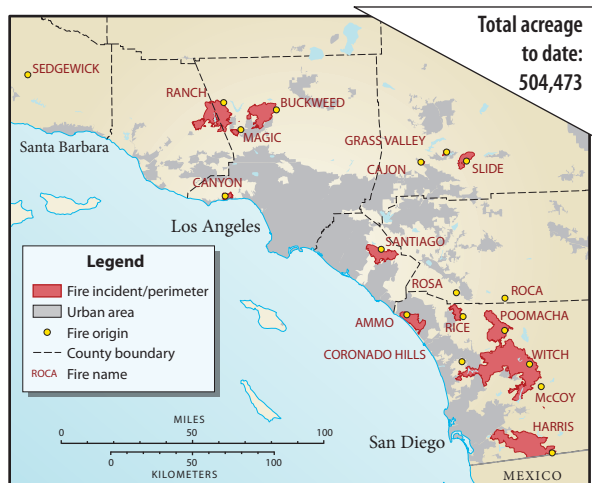 Total acreage
to date:
504,473
SEDGEWICK
RANCH
BUCKWEED
MAGIC
Santa Barbara
GRASS VALLEY
CAJON
SLIDE
CANYON
Los Angeles
SANTIAGO
Legend
Fire incident/perimeter
Urban area
Fire origin
County boundary
ROCA Fire name
ROSA
ROCA
AMMO
RICE
POOMACHA
CORONADO HILLS
WITCH
McCOY
HARRIS
San Diego
MEXICO
MILES
0 50 100
0 50 100
KILOMETERS